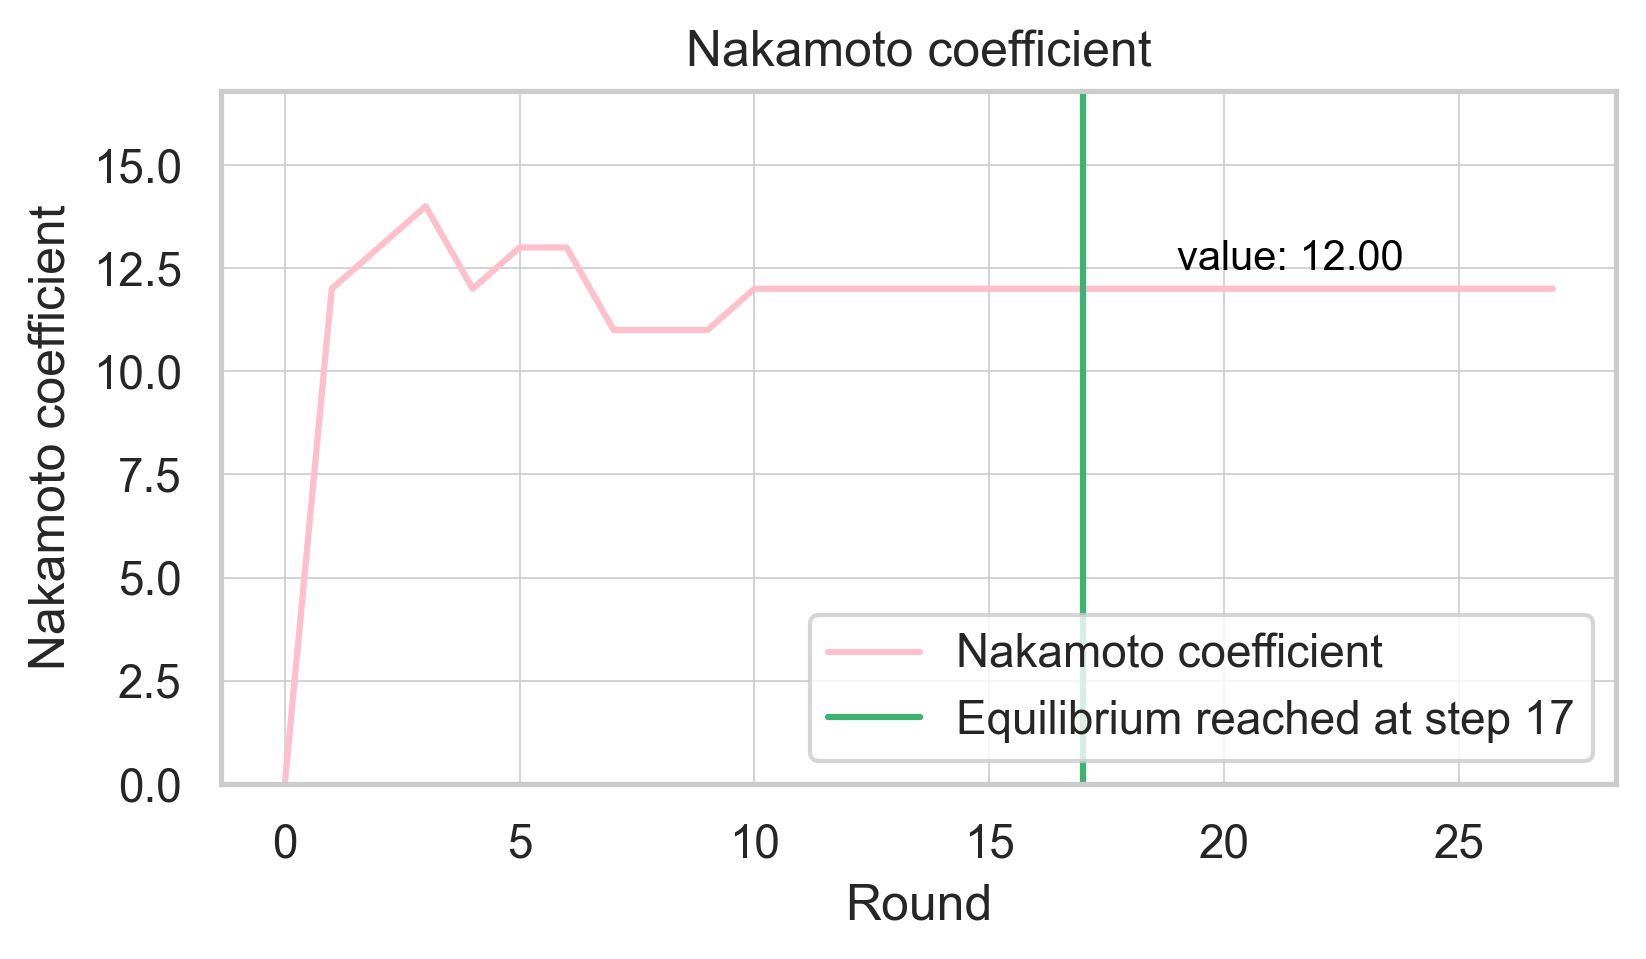 Nakamoto coefficient
Nakamoto coefficient
15.0
12.5
10.0
7.5
5.0
2.5
0.0
value: 12.00
Nakamoto coefficient
Equilibrium reached at step 17
0 5 10 15 20 25
Round